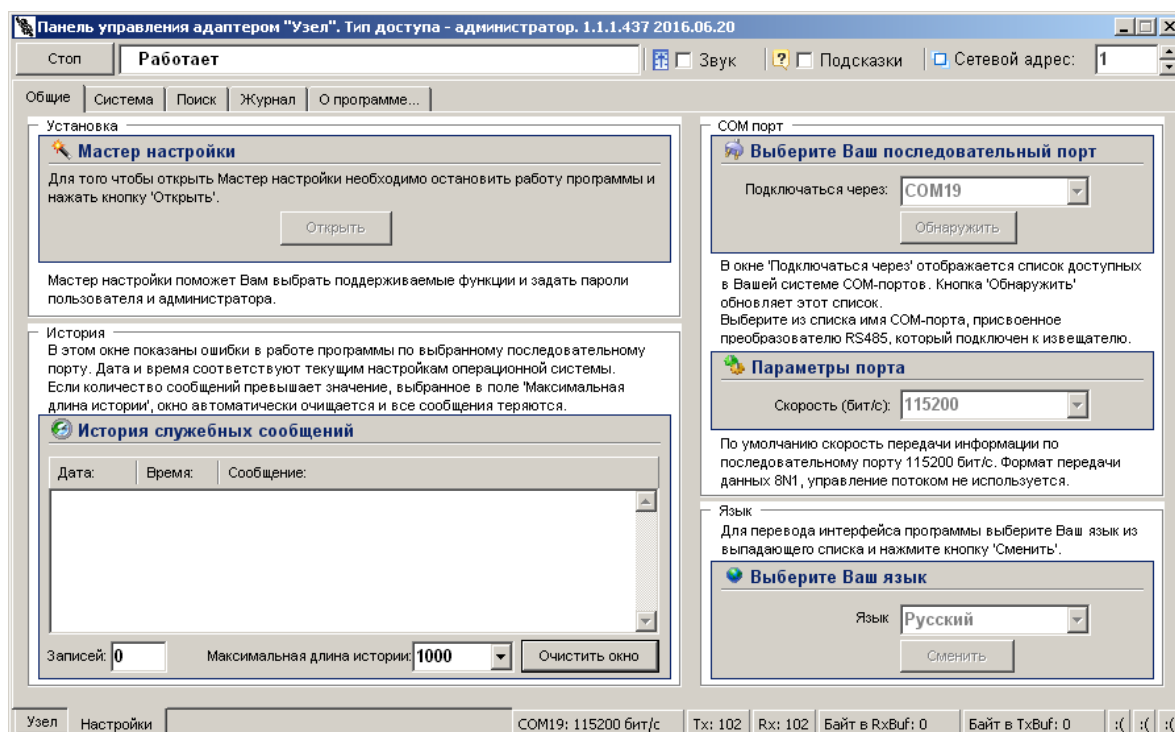 Панель управления адаптером "Узел". Тип доступа - администратор. 1.1.1.437 2016.06.20
Стоп
Работает
Звук
Подсказки
Сетевой адрес:
1
Общие
Система
Поиск
Журнал
О программе...
Установка
Мастер настройки
Для того чтобы открыть Мастер настройки необходимо остановить работу программы и
нажать кнопку 'Открыть'.
Открыть
Мастер настройки поможет Вам выбрать поддерживаемые функции и задать пароли
пользователя и администратора.
История
В этом окне показаны ошибки в работе программы по выбранному последовательному
порту. Дата и время соответствуют текущим настройкам операционной системы.
Если количество сообщений превышает значение, выбранное в поле 'Максимальная
длина истории', окно автоматически очищается и все сообщения теряются.
История служебных сообщений
Дата:
Время:
Сообщение:
Записей:
0
Максимальная длина истории:
1000
Очистить окно
COM порт
Выберите Ваш последовательный порт
Подключаться через:
COM19
Обнаружить
В окне 'Подключаться через' отображается список доступных
в Вашей системе COM-портов. Кнопка 'Обнаружить'
обновляет этот список.
Выберите из списка имя COM-порта, присвоенное
преобразователю RS485, который подключен к извещателю.
Параметры порта
Скорость (бит/с):
115200
По умолчанию скорость передачи информации по
последовательному порту 115200 бит/с. Формат передачи
данных 8N1, управление потоком не используется.
Язык
Для перевода интерфейса программы выберите Ваш язык из
выпадающего списка и нажмите кнопку 'Сменить'.
Выберите Ваш язык
Язык
Русский
Сменить
Узел
Настройки
COM19: 115200 бит/с
Tx: 102
Rx: 102
Байт в RxBuf: 0
Байт в TxBuf: 0
:(
:(
:(